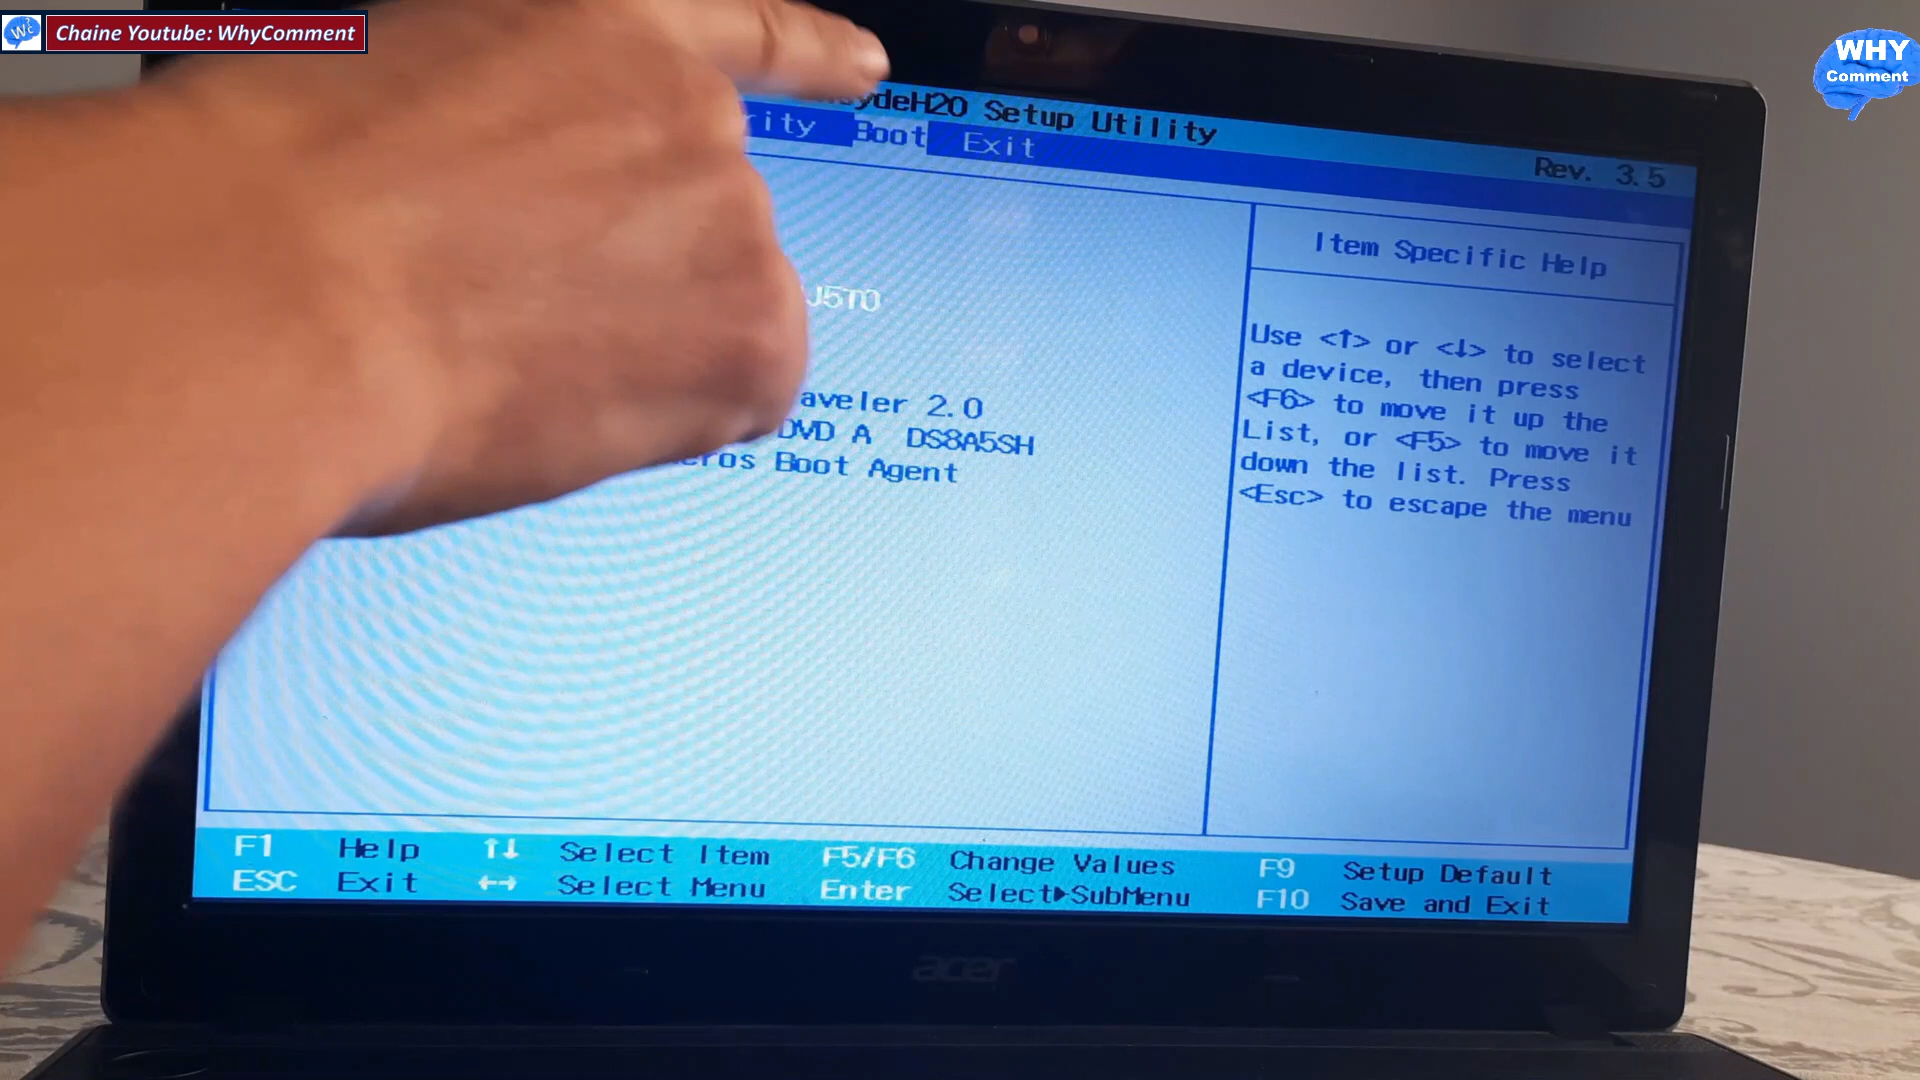 Chaine Youtube: WhyComment
WHY
Comment
ydeH2O Setup Utility
Rev. 3.5
rity Boot Exit
J5T0
aveler 2.0
DVD A DS8A5SH
ros Boot Agent
Item Specific Help
Use <↑> or <↓> to select
a device, then press
<F6> to move it up the
List, or <F5> to move it
down the list. Press
<Esc> to escape the menu
F1 Help ↑↓ Select Item F5/F6 Change Values F9 Setup Default
ESC Exit ↔ Select Menu Enter Select▶SubMenu F10 Save and Exit
acer